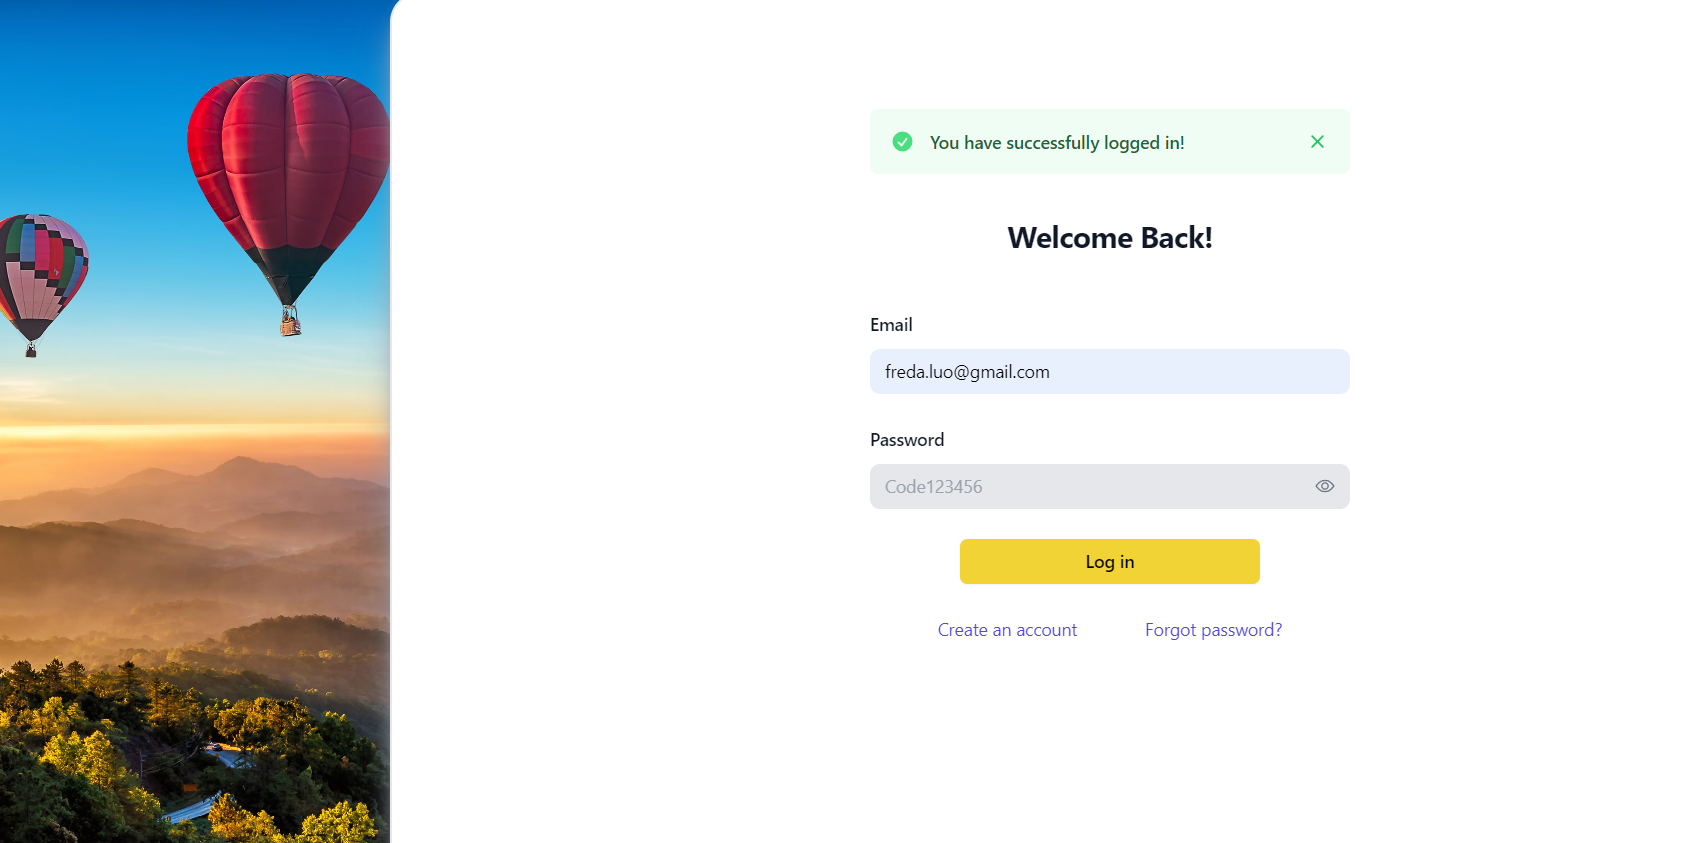 You have successfully logged in!
Welcome Back!
Email
freda.luo@gmail.com
Password
Code123456
Log in
Create an account Forgot password?